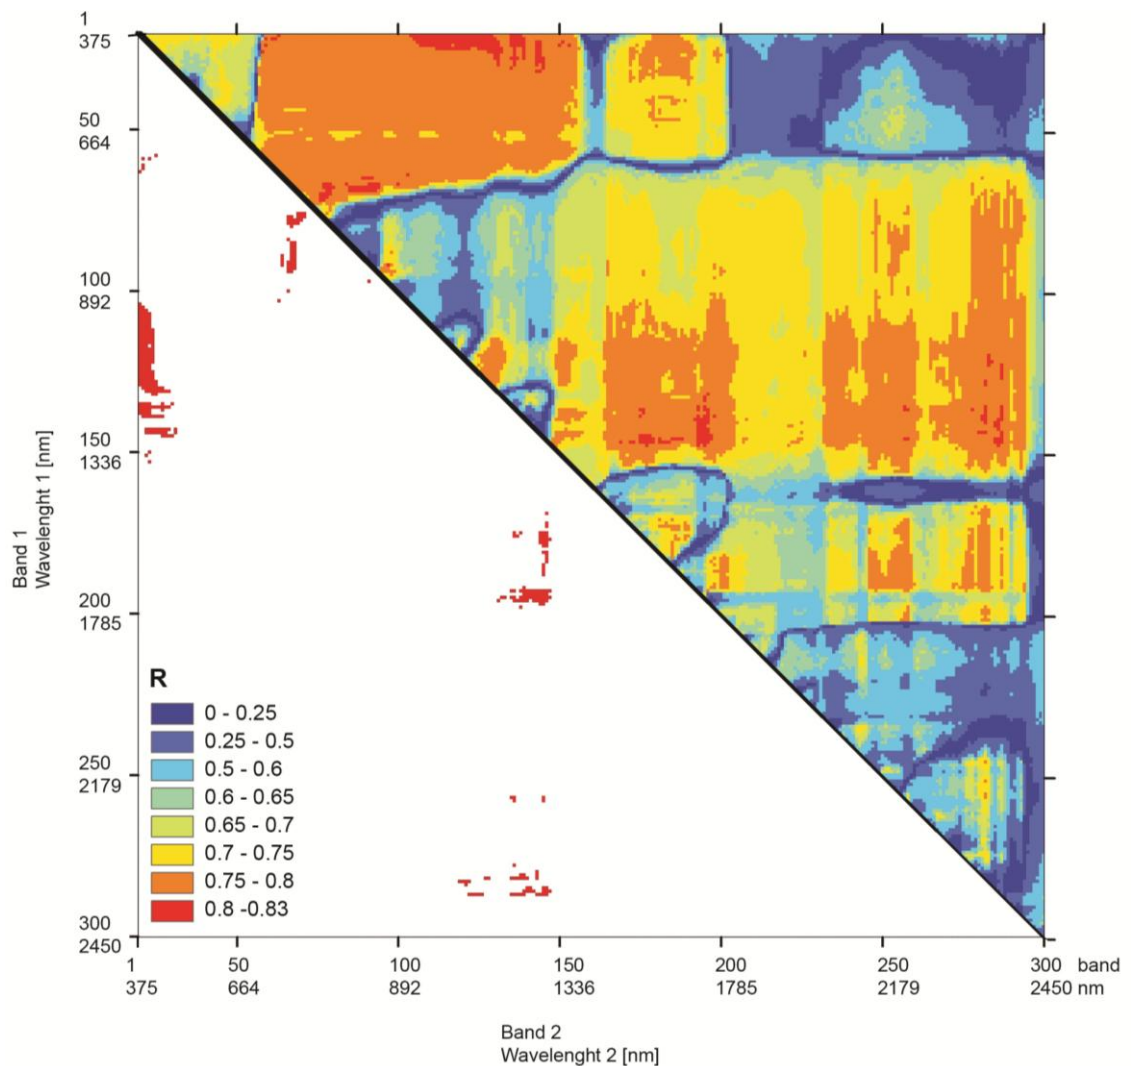 1
375
50
664
100
892
150
1336
200
1785
250
2179
300
2450
Band 1
Wavelenght 1 [nm]
R
0 - 0.25
0.25 - 0.5
0.5 - 0.6
0.6 - 0.65
0.65 - 0.7
0.7 - 0.75
0.75 - 0.8
0.8 -0.83
1 50 100 150 200 250 300 band
375 664 892 1336 1785 2179 2450 nm
Band 2
Wavelenght 2 [nm]